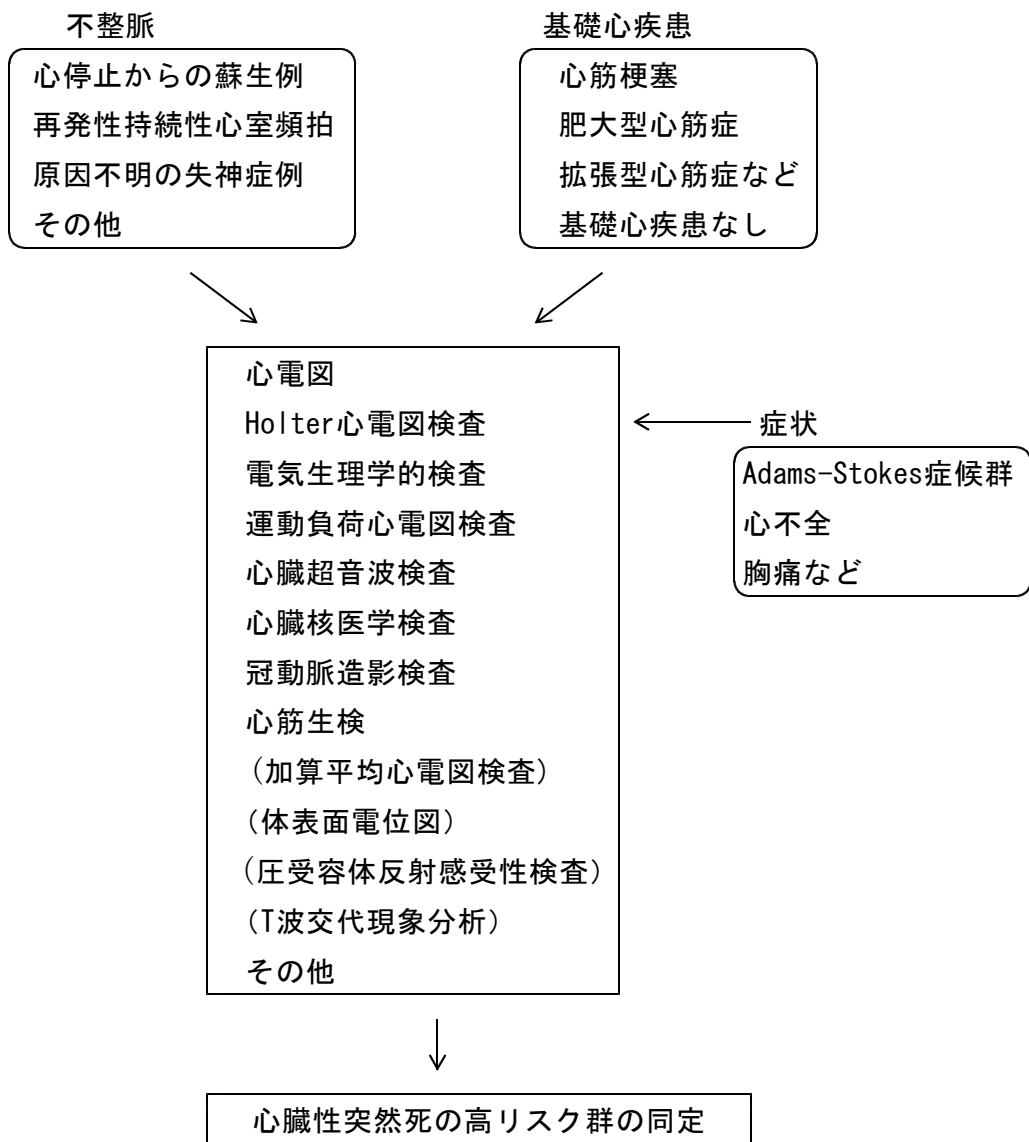 不整脈
心停止からの蘇生例
再発性持続性心室頻拍
原因不明の失神症例
その他
基礎心疾患
心筋梗塞
肥大型心筋症
拡張型心筋症など
基礎心疾患なし
心電図
Holter心電図検査
電気生理学的検査
運動負荷心電図検査
心臓超音波検査
心臓核医学検査
冠動脈造影検査
心筋生検
(加算平均心電図検査)
(体表面電位図)
(圧受容体反射感受性検査)
(T波交代現象分析)
その他
症状
Adams-Stokes症候群
心不全
胸痛など
心臓性突然死の高リスク群の同定